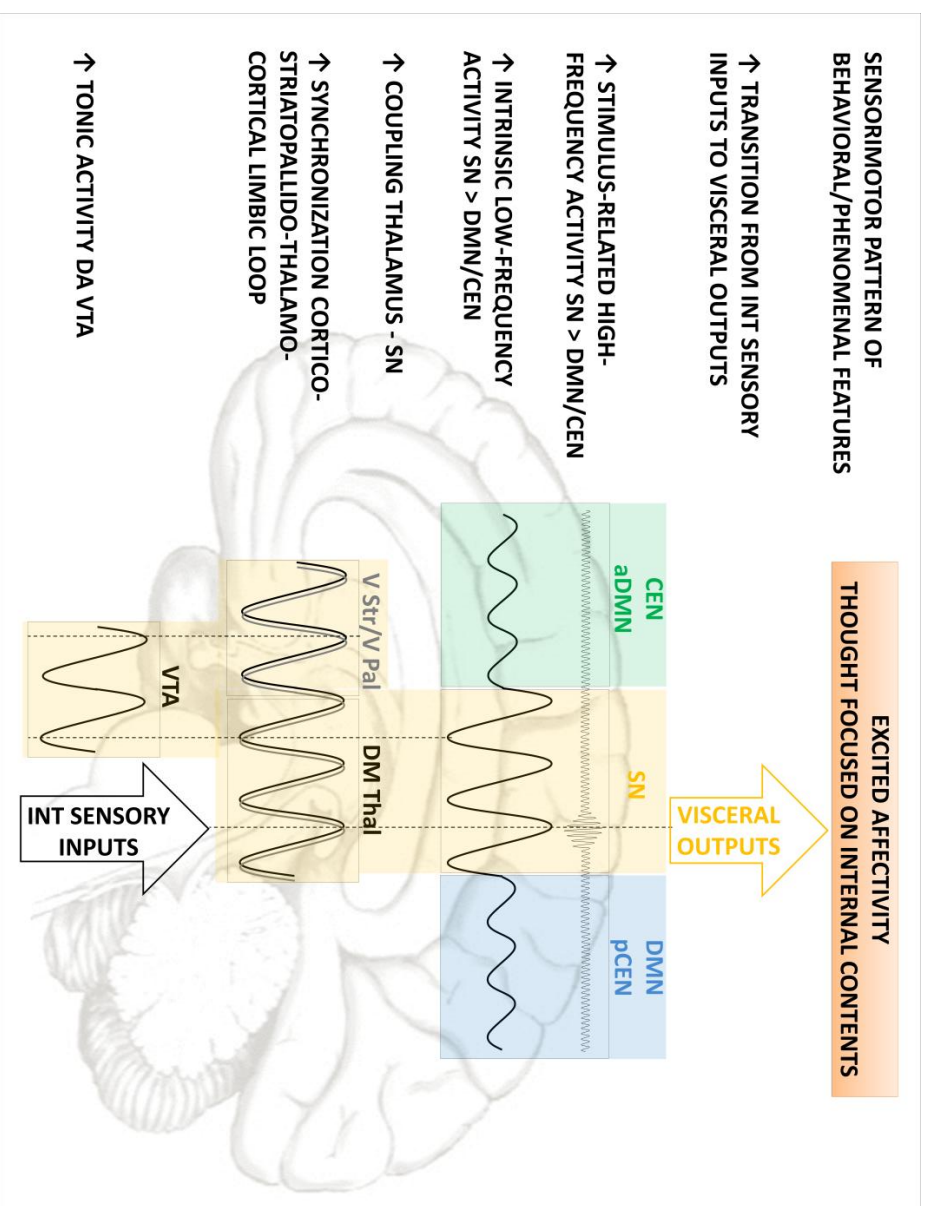 SENSORIMOTOR PATTERN OF
BEHAVIORAL/PHENOMENAL FEATURES
EXCITED AFFECTIVITY
THOUGHT FOCUSED ON INTERNAL CONTENTS
↑ TRANSITION FROM INT SENSORY
INPUTS TO VISCERAL OUTPUTS
VISCERAL
OUTPUTS
↑ STIMULUS-RELATED HIGH-
FREQUENCY ACTIVITY SN > DMN/CEN
CEN
aDMN
SN
DMN
pCEN
↑ INTRINSIC LOW-FREQUENCY
ACTIVITY SN > DMN/CEN
↑ COUPLING THALAMUS - SN
↑ SYNCHRONIZATION CORTICO-
STRIATOPALLIDO-THALAMO-
CORTICAL LIMBIC LOOP
V Str/V Pal
DM Thal
↑ TONIC ACTIVITY DA VTA
VTA
INT SENSORY
INPUTS